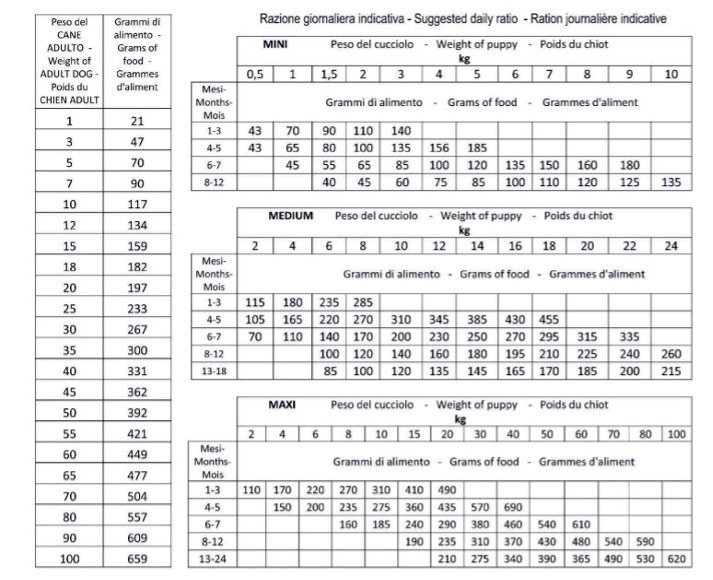 Peso del
CANE
ADULTO -
Weight of
ADULT DOG -
Poids du
CHIEN ADULT
Grammi di
alimento -
Grams of
food -
Grammes
d'aliment
1 21
3 47
5 70
7 90
10 117
12 134
15 159
18 182
20 197
25 233
30 267
35 300
40 331
45 362
50 392
55 421
60 449
65 477
70 504
80 557
90 609
100 659
Razione giornaliera indicativa - Suggested daily ratio - Ration journalière indicative
MINI Peso del cucciolo - Weight of puppy - Poids du chiot
kg
0,5 1 1,5 2 3 4 5 6 7 8 9 10
Mesi-
Months-
Mois
Grammi di alimento - Grams of food - Grammes d'aliment
1-3 43 70 90 110 140
4-5 43 65 80 100 135 156 185
6-7 45 55 65 85 100 120 135 150 160 180
8-12 40 45 60 75 85 100 110 120 125 135
MEDIUM Peso del cucciolo - Weight of puppy - Poids du chiot
kg
2 4 6 8 10 12 14 16 18 20 22 24
Mesi-
Months-
Mois
Grammi di alimento - Grams of food - Grammes d'aliment
1-3 115 180 235 285
4-5 105 165 220 270 310 345 385 430 455
6-7 70 110 140 170 200 230 250 270 295 315 335
8-12 100 120 140 160 180 195 210 225 240 260
13-18 85 100 120 135 145 165 170 185 200 215
MAXI Peso del cucciolo - Weight of puppy - Poids du chiot
kg
2 4 6 8 10 15 20 30 40 50 60 70 80 100
Mesi-
Months-
Mois
Grammi di alimento - Grams of food - Grammes d'aliment
1-3 110 170 220 270 310 410 490
4-5 150 200 235 275 360 435 570 690
6-7 160 185 240 290 380 460 540 610
8-12 190 235 310 370 430 480 540 590
13-24 210 275 340 390 365 490 530 620